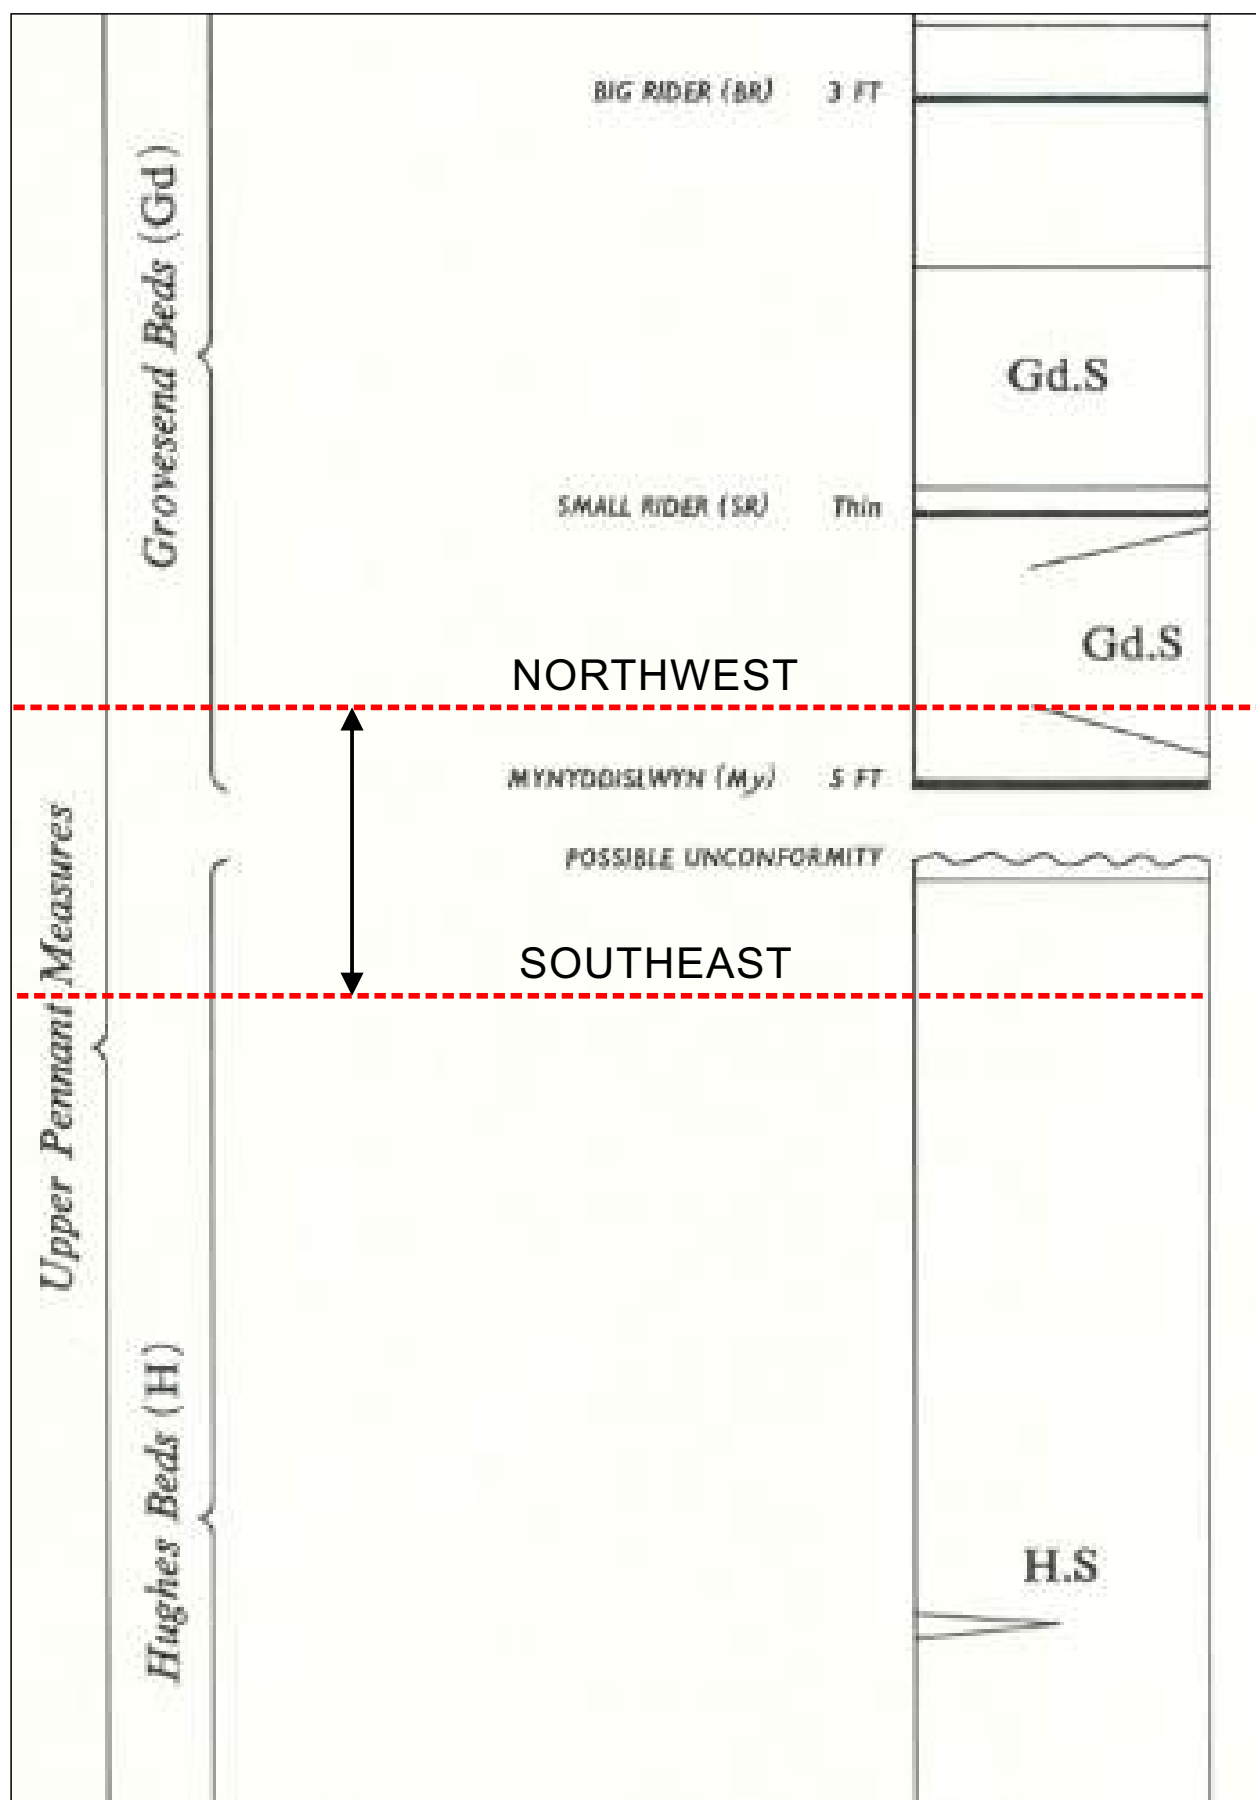 BIG RIDER (BR) 3 FT
Grovesend Beds (Gd)
Gd.S
SMALL RIDER (SR) Thin
Gd.S
NORTHWEST
MYNYDDISLWYN (My) 5 FT
POSSIBLE UNCONFORMITY
SOUTHEAST
Upper Pennant Measures
Hughes Beds (H)
H.S